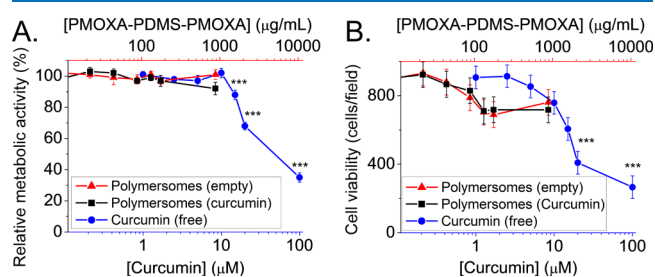 A.
[PMOXA-PDMS-PMOXA] (μg/mL)
100 1000 10000
Relative metabolic activity (%)
100
80
60
40
20
0
***
***
***
Polymersomes (empty)
Polymersomes (curcumin)
Curcumin (free)
1 10 100
[Curcumin] (μM)
B.
[PMOXA-PDMS-PMOXA] (μg/mL)
100 1000 10000
Cell viability (cells/field)
800
400
0
***
***
Polymersomes (empty)
Polymersomes (Curcumin)
Curcumin (free)
1 10 100
[Curcumin] (μM)